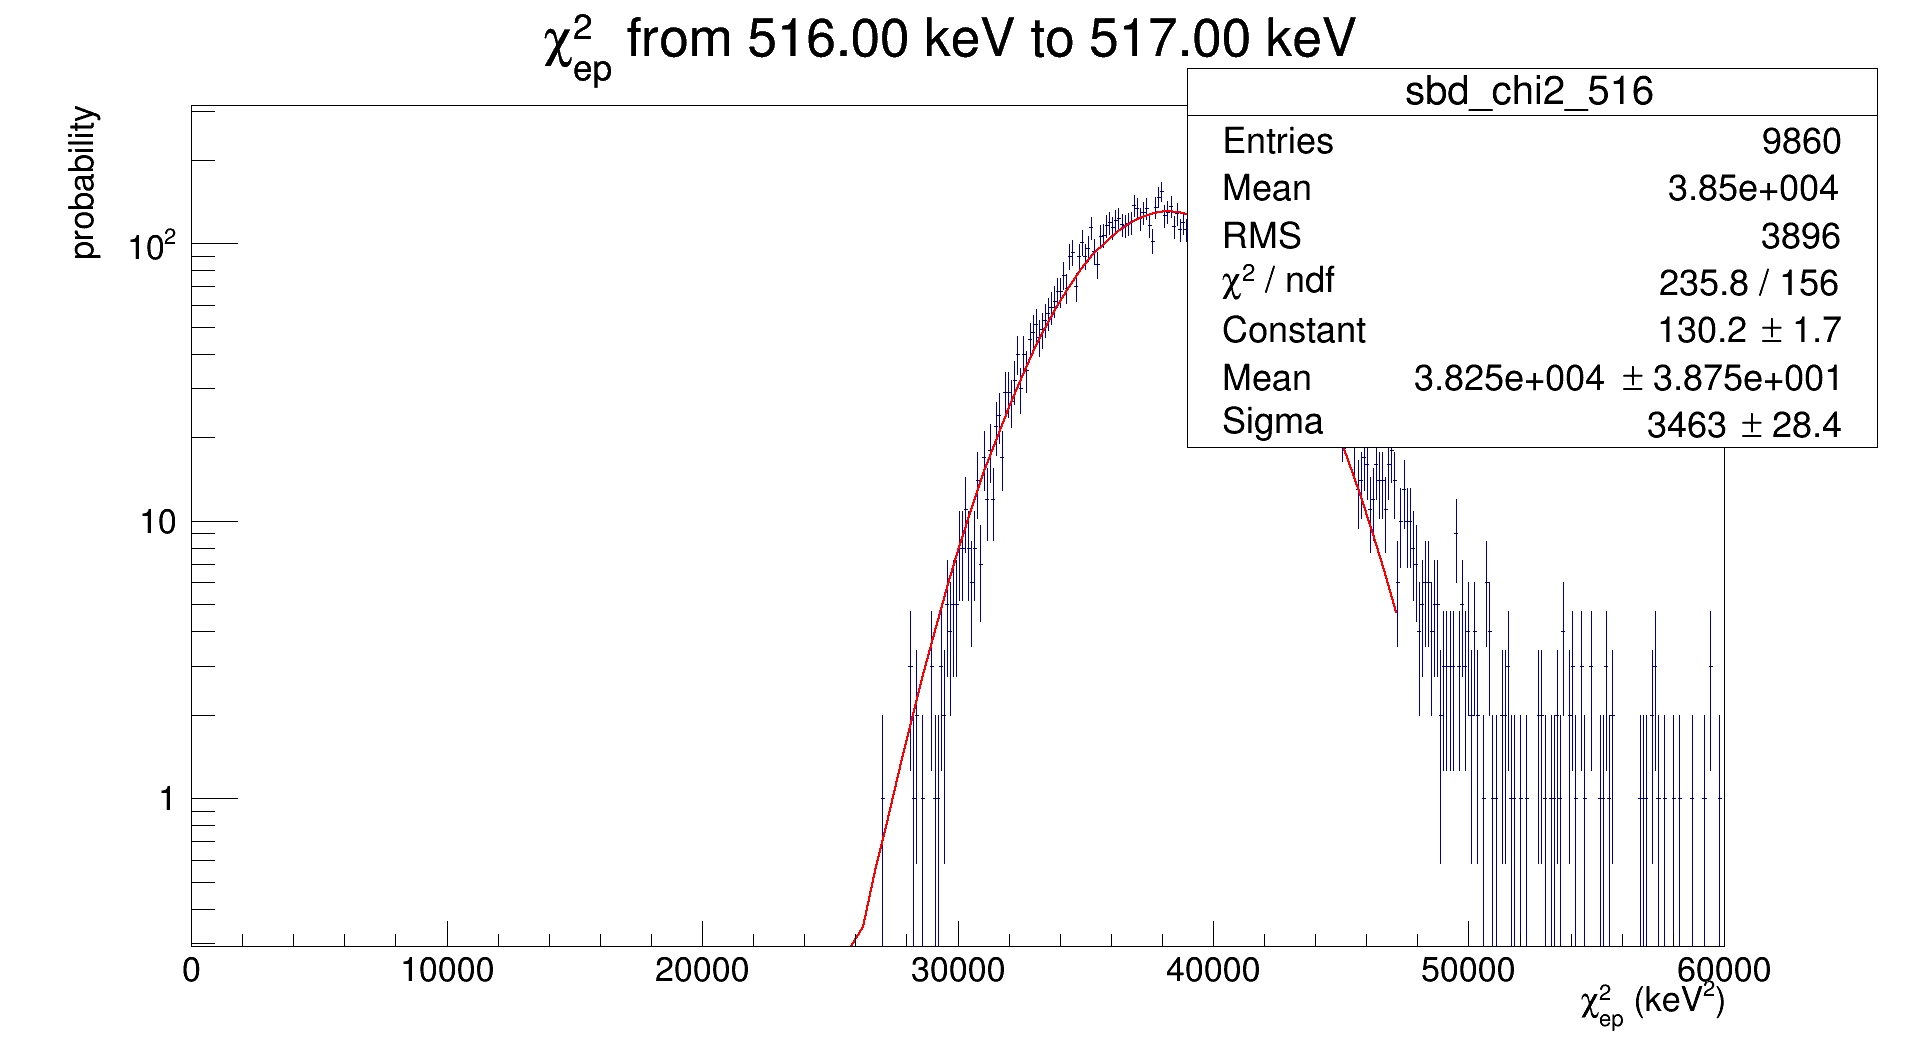 χ²ep from 516.00 keV to 517.00 keV
sbd_chi2_516
Entries 9860
Mean 3.85e+004
RMS 3896
χ² / ndf 235.8 / 156
Constant 130.2 ± 1.7
Mean 3.825e+004 ± 3.875e+001
Sigma 3463 ± 28.4
probability
10²
10
1
0 10000 20000 30000 40000 50000 60000
χ²ep (keV²)